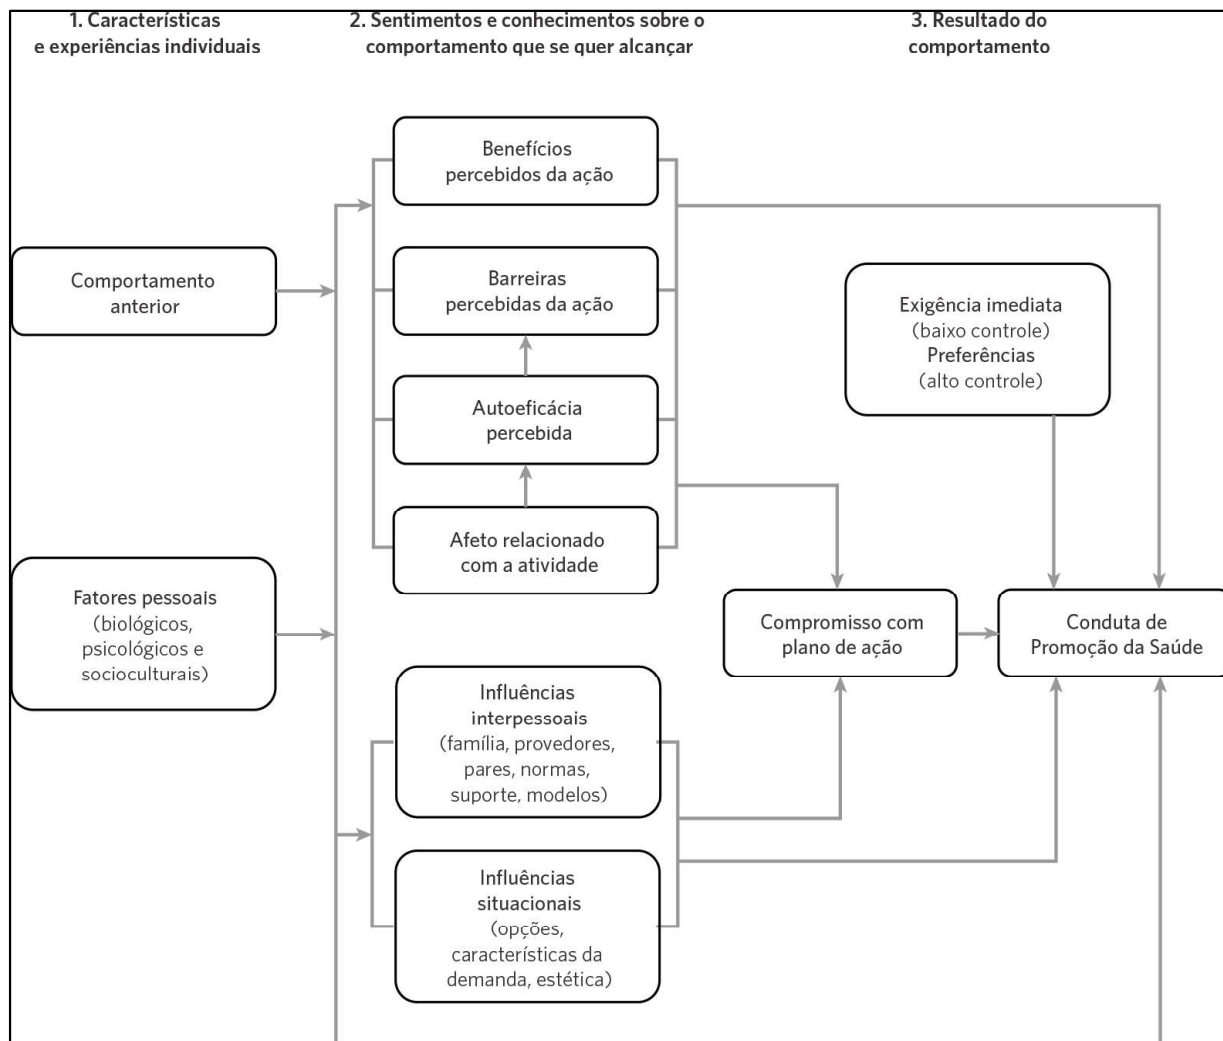 1. Características
e experiências individuais
2. Sentimentos e conhecimentos sobre o
comportamento que se quer alcançar
3. Resultado do
comportamento
Comportamento
anterior
Fatores pessoais
(biológicos,
psicológicos e
socioculturais)
Benefícios
percebidos da ação
Barreiras
percebidas da ação
Autoeficácia
percebida
Afeto relacionado
com a atividade
Influências
interpessoais
(família, provedores,
pares, normas,
suporte, modelos)
Influências
situacionais
(opções,
características da
demanda, estética)
Exigência imediata
(baixo controle)
Preferências
(alto controle)
Compromisso com
plano de ação
Conduta de
Promoção da Saúde